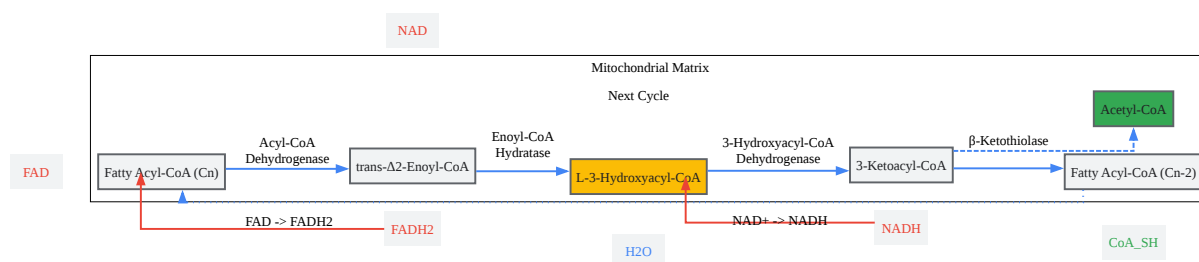 NAD
Mitochondrial Matrix
Next Cycle
Acetyl-CoA
Acyl-CoA
Dehydrogenase
Enoyl-CoA
Hydratase
3-Hydroxyacyl-CoA
Dehydrogenase
β-Ketothiolase
FAD
Fatty Acyl-CoA (Cn)
trans-Δ2-Enoyl-CoA
L-3-Hydroxyacyl-CoA
3-Ketoacyl-CoA
Fatty Acyl-CoA (Cn-2)
FAD -> FADH2
FADH2
NAD+ -> NADH
NADH
H2O
CoA_SH